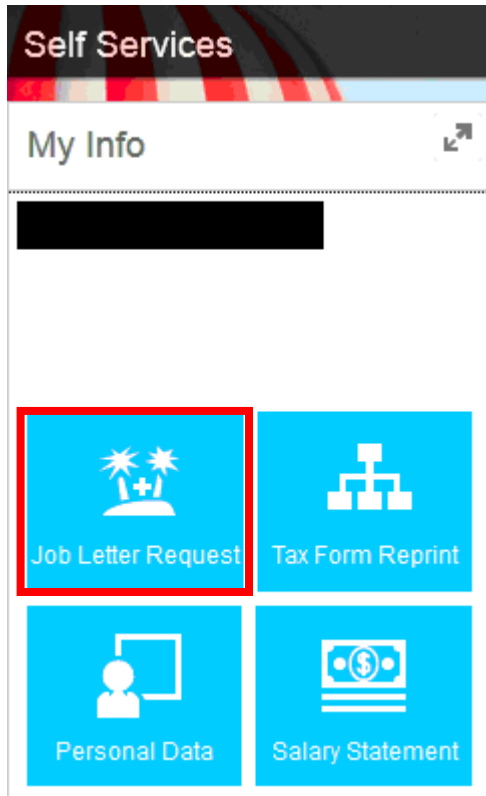 Self Services
My Info
Job Letter Request
Tax Form Reprint
Personal Data
Salary Statement